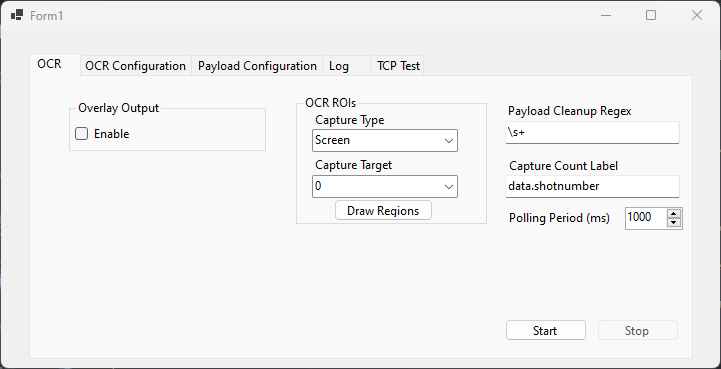 Form1
OCR
OCR Configuration
Payload Configuration
Log
TCP Test
Overlay Output
Enable
OCR ROIs
Capture Type
Screen
Capture Target
0
Draw Regions
Payload Cleanup Regex
\s+
Capture Count Label
data.shotnumber
Polling Period (ms)
1000
Start
Stop